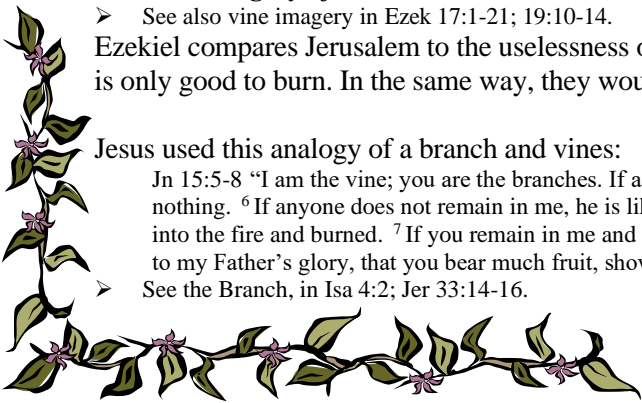 ➢ See also vine imagery in Ezek 17:1-21; 19:10-14.
Ezekiel compares Jerusalem to the uselessness
is only good to burn. In the same way, they wou
Jesus used this analogy of a branch and vines:
Jn 15:5-8 “I am the vine; you are the branches. If a
nothing. ⁶ If anyone does not remain in me, he is li
into the fire and burned. ⁷ If you remain in me and
to my Father’s glory, that you bear much fruit, show
➢ See the Branch, in Isa 4:2; Jer 33:14-16.